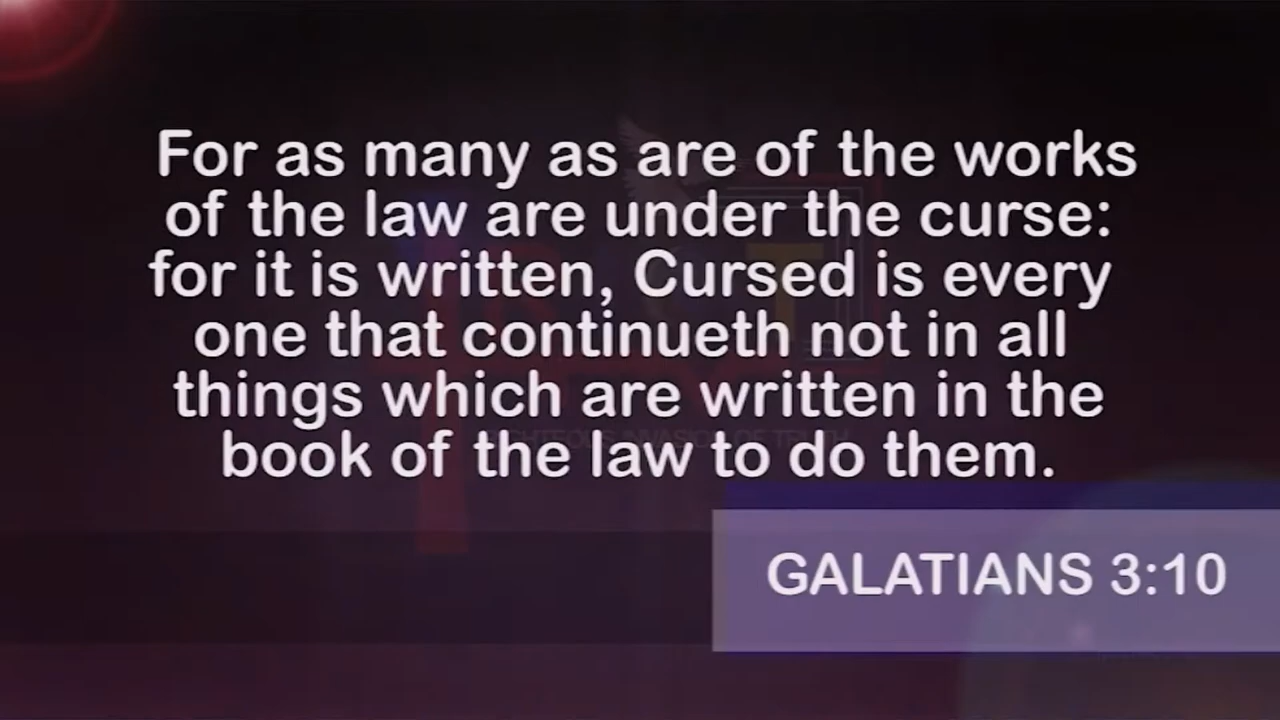 For as many as are of the works
of the law are under the curse:
for it is written, Cursed is every
one that continueth not in all
things which are written in the
book of the law to do them.
GALATIANS 3:10